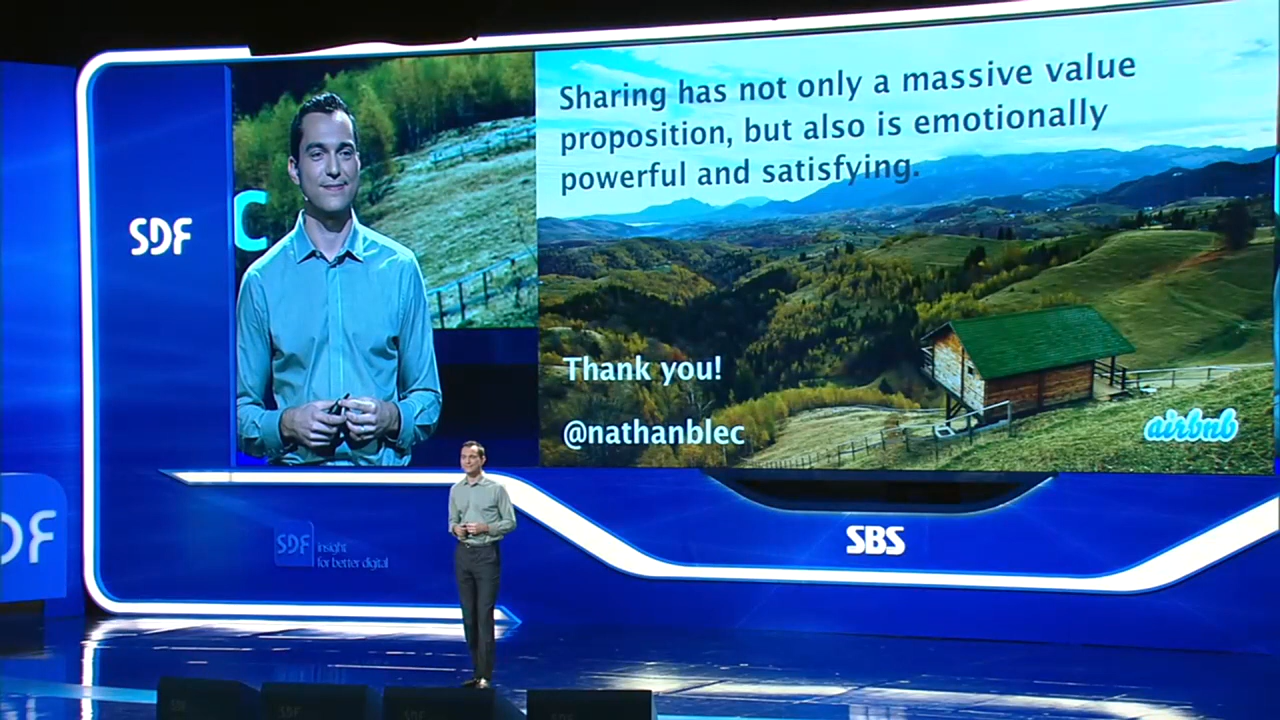 Sharing has not only a massive value
proposition, but also is emotionally
powerful and satisfying.
SDF
C
Thank you!
@nathanblec
airbnb
SDF
insight
for better digital
SBS
DF